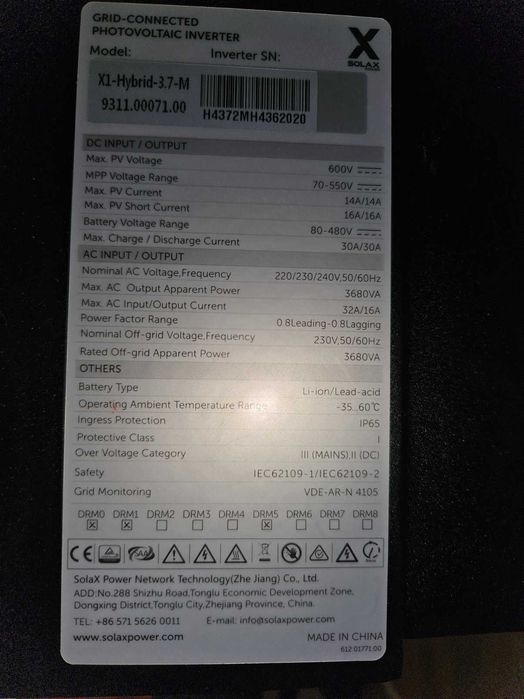 GRID-CONNECTED
PHOTOVOLTAIC INVERTER
X
SOLAX
Model: Inverter SN:
X1-Hybrid-3.7-M
9311.00071.00
H4372MH4362020
DC INPUT / OUTPUT
Max. PV Voltage 600V
MPP Voltage Range 70-550V
Max. PV Current 14A/14A
Max. PV Short Current 16A/16A
Battery Voltage Range 80-480V
Max. Charge / Discharge Current 30A/30A
AC INPUT / OUTPUT
Nominal AC Voltage,Frequency 220/230/240V,50/60Hz
Max. AC Output Apparent Power 3680VA
Max. AC Input/Output Current 32A/16A
Power Factor Range 0.8Leading-0.8Lagging
Nominal Off-grid Voltage,Frequency 230V,50/60Hz
Rated Off-grid Apparent Power 3680VA
OTHERS
Battery Type Li-ion/Lead-acid
Operating Ambient Temperature Range -35..60℃
Ingress Protection IP65
Protective Class I
Over Voltage Category III (MAINS),II (DC)
Safety IEC62109-1/IEC62109-2
Grid Monitoring VDE-AR-N 4105
DRM0 DRM1 DRM2 DRM3 DRM4 DRM5 DRM6 DRM7 DRM8
CE SAA
SolaX Power Network Technology(Zhe Jiang) Co., Ltd.
ADD:No.288 Shizhu Road,Tonglu Economic Development Zone,
Dongxing District,Tonglu City,Zhejiang Province, China.
TEL: +86 571 5626 0011 E-mail: info@solaxpower.com
www.solaxpower.com MADE IN CHINA
612.01771.00